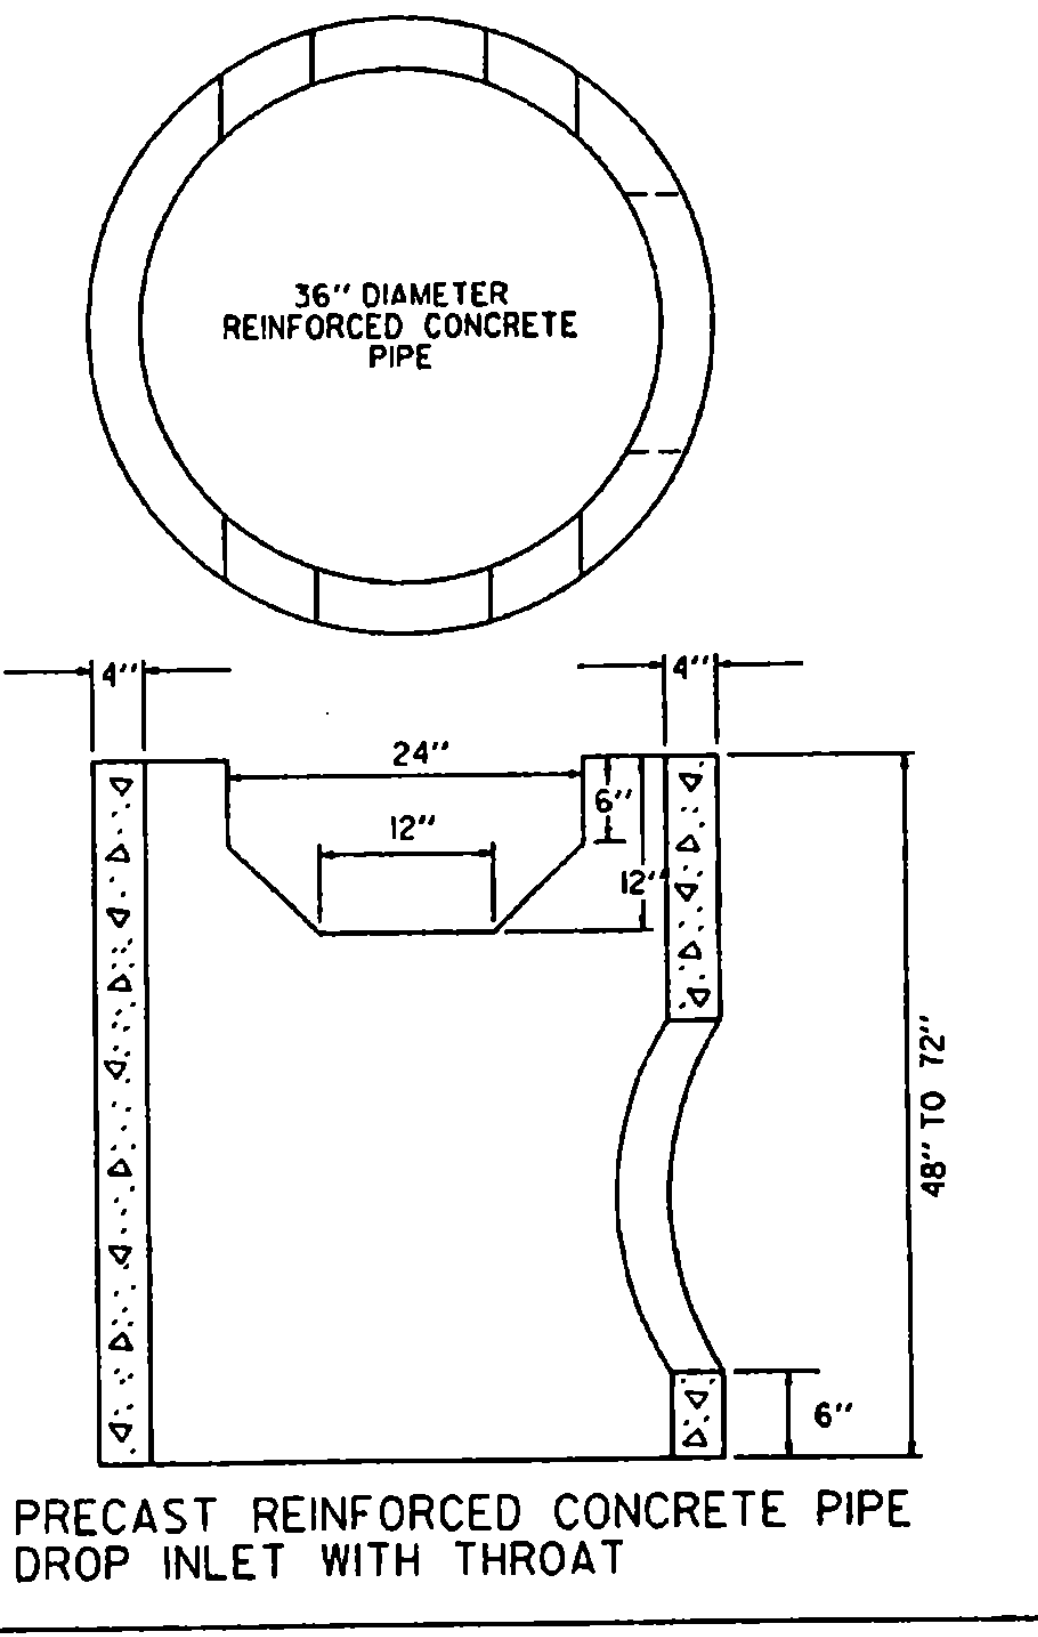 36" DIAMETER
REINFORCED CONCRETE
PIPE
4"
4"
24"
6"
12"
12"
48" TO 72"
6"
PRECAST REINFORCED CONCRETE PIPE
DROP INLET WITH THROAT